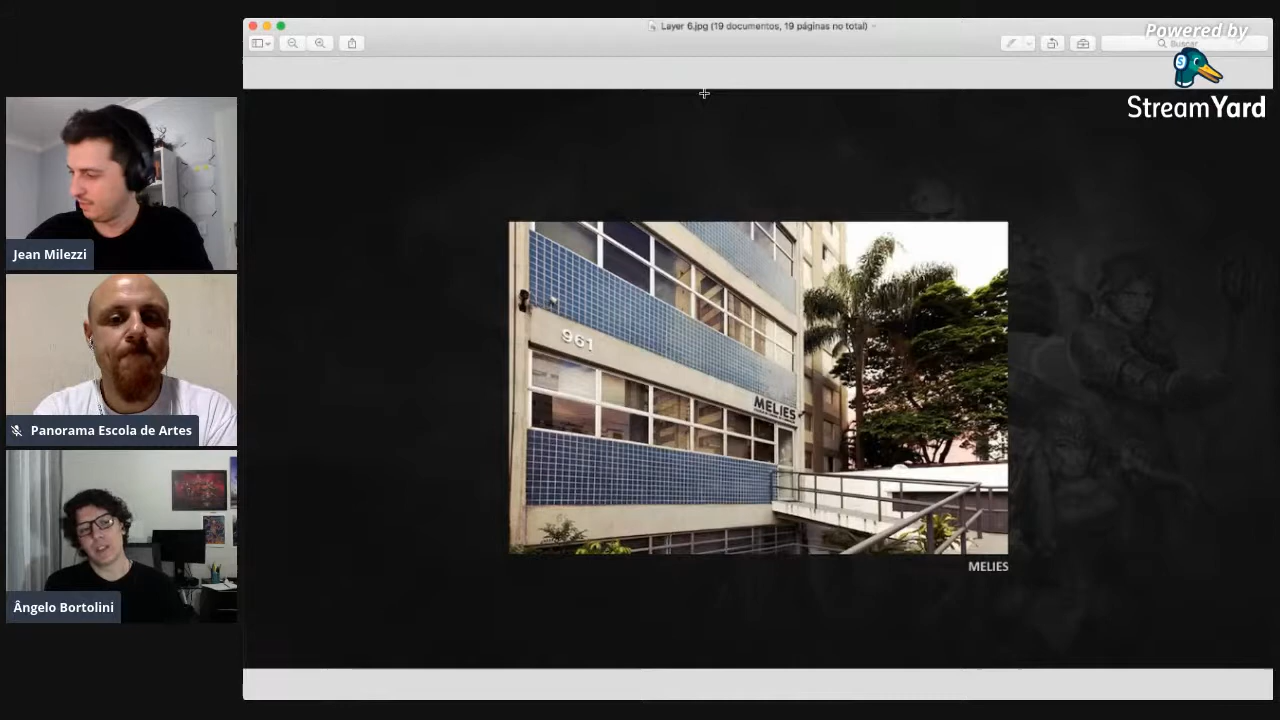 Layer 6.jpg (19 documentos, 19 páginas no total)
Buscar
Powered by
StreamYard
Jean Milezzi
Panorama Escola de Artes
Ângelo Bortolini
961
MELIES
MELIES